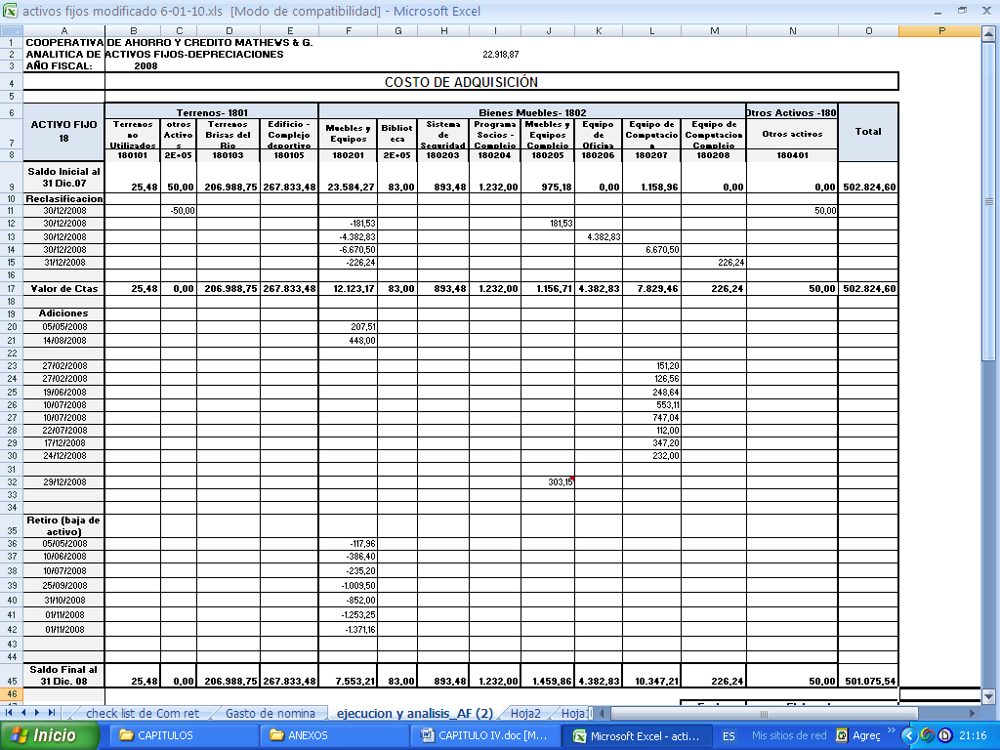 activos fijos modificado 6-01-10.xls [Modo de compatibilidad] - Microsoft Excel
A B C D E F G H I J K L M N O P
1 COOPERATIVA DE AHORRO Y CREDITO MATHEWS & G.
2 ANALITICA DE ACTIVOS FIJOS-DEPRECIACIONES 22.918,87
3 AÑO FISCAL: 2008
4 COSTO DE ADQUISICIÓN
5
6 Terrenos- 1801 Bienes Muebles- 1802 Otros Activos -180
7 ACTIVO FIJO 18 Terrenos no Utilizados otros Activos Terrenos Brisas del Rio Edificio - Complejo deportivo Muebles y Equipos Biblioteca Sistema de Seguridad Programa Socios - Complejo Muebles y Equipos Complejo Equipo de Oficina Equipo de Computacion Equipo de Computacion Complejo Otros activos Total
8 180101 2E+05 180103 180105 180201 2E+05 180203 180204 180205 180206 180207 180208 180401
9 Saldo Inicial al 31 Dic.07 25,48 50,00 206.988,75 267.833,48 23.584,27 83,00 893,48 1.232,00 975,18 0,00 1.158,96 0,00 0,00 502.824,60
10 Reclasificacion
11 30/12/2008 -50,00 50,00
12 30/12/2008 -181,53 181,53
13 30/12/2008 -4.382,83 4.382,83
14 30/12/2008 -6.670,50 6.670,50
15 31/12/2008 -226,24 226,24
16
17 Valor de Ctas 25,48 0,00 206.988,75 267.833,48 12.123,17 83,00 893,48 1.232,00 1.156,71 4.382,83 7.829,46 226,24 50,00 502.824,60
18
19 Adiciones
20 05/05/2008 207,51
21 14/08/2008 448,00
22
23 27/02/2008 151,20
24 27/02/2008 126,56
25 19/06/2008 248,64
26 10/07/2008 553,11
27 10/07/2008 747,04
28 22/07/2008 112,00
29 17/12/2008 347,20
30 24/12/2008 232,00
31
32 29/12/2008 303,15
33
34
35 Retiro (baja de activo)
36 05/05/2008 -117,96
37 10/06/2008 -386,40
38 10/07/2008 -235,20
39 25/09/2008 -1.009,50
40 31/10/2008 -852,00
41 01/11/2008 -1.253,25
42 01/11/2008 -1.371,16
43
44
45 Saldo Final al 31 Dic. 08 25,48 0,00 206.988,75 267.833,48 7.553,21 83,00 893,48 1.232,00 1.459,86 4.382,83 10.347,21 226,24 50,00 501.075,54
46
check list de Com ret Gasto de nomina ejecucion y analisis_AF (2) Hoja2 Hoja1
Inicio CAPITULOS ANEXOS CAPITULO IV.doc [M... Microsoft Excel - acti... ES Mis sitios de red Agreg » 21:16